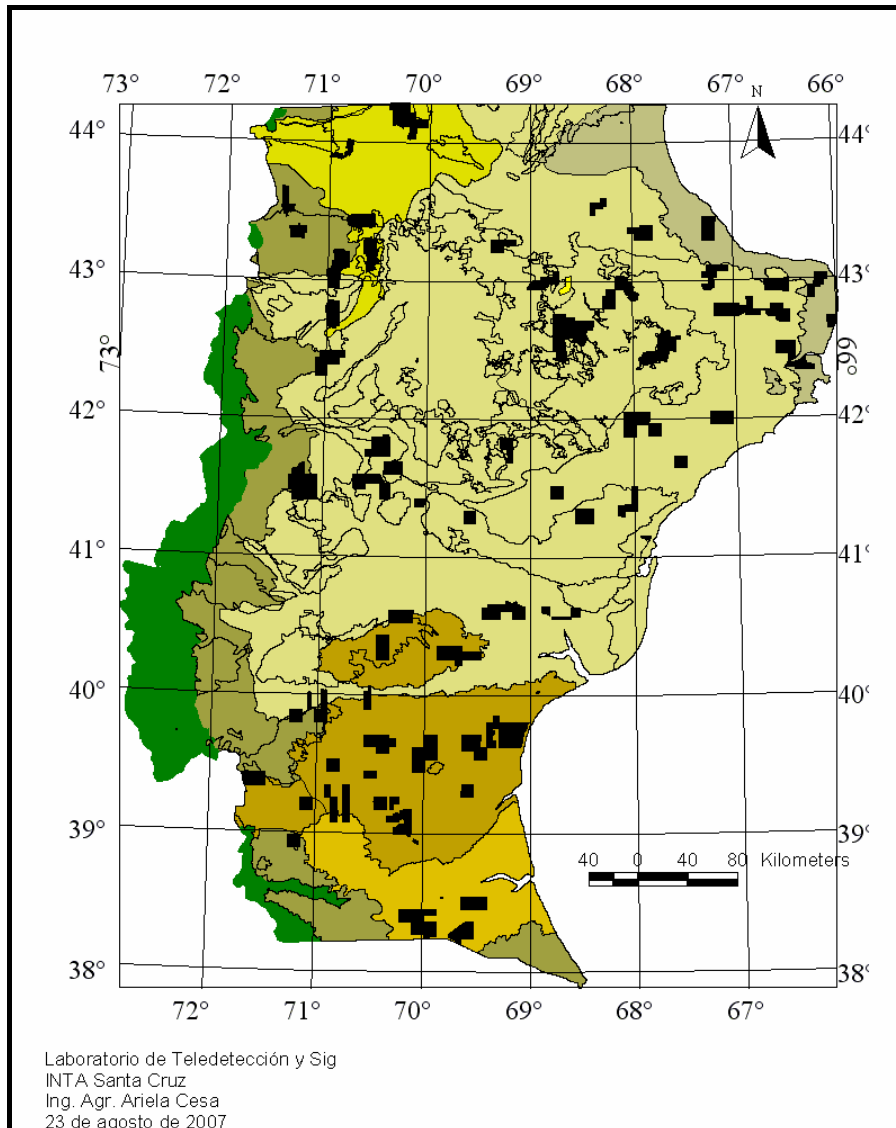 73° 72° 71° 70° 69° 68° 67° 66°
N
44° 44°
43° 43°
73° 66°
42° 42°
41° 41°
40° 40°
39° 39°
40 0 40 80 Kilometers
38° 38°
72° 71° 70° 69° 68° 67°
Laboratorio de Teledetección y Sig
INTA Santa Cruz
Ing. Agr. Ariela Cesa
23 de agosto de 2007